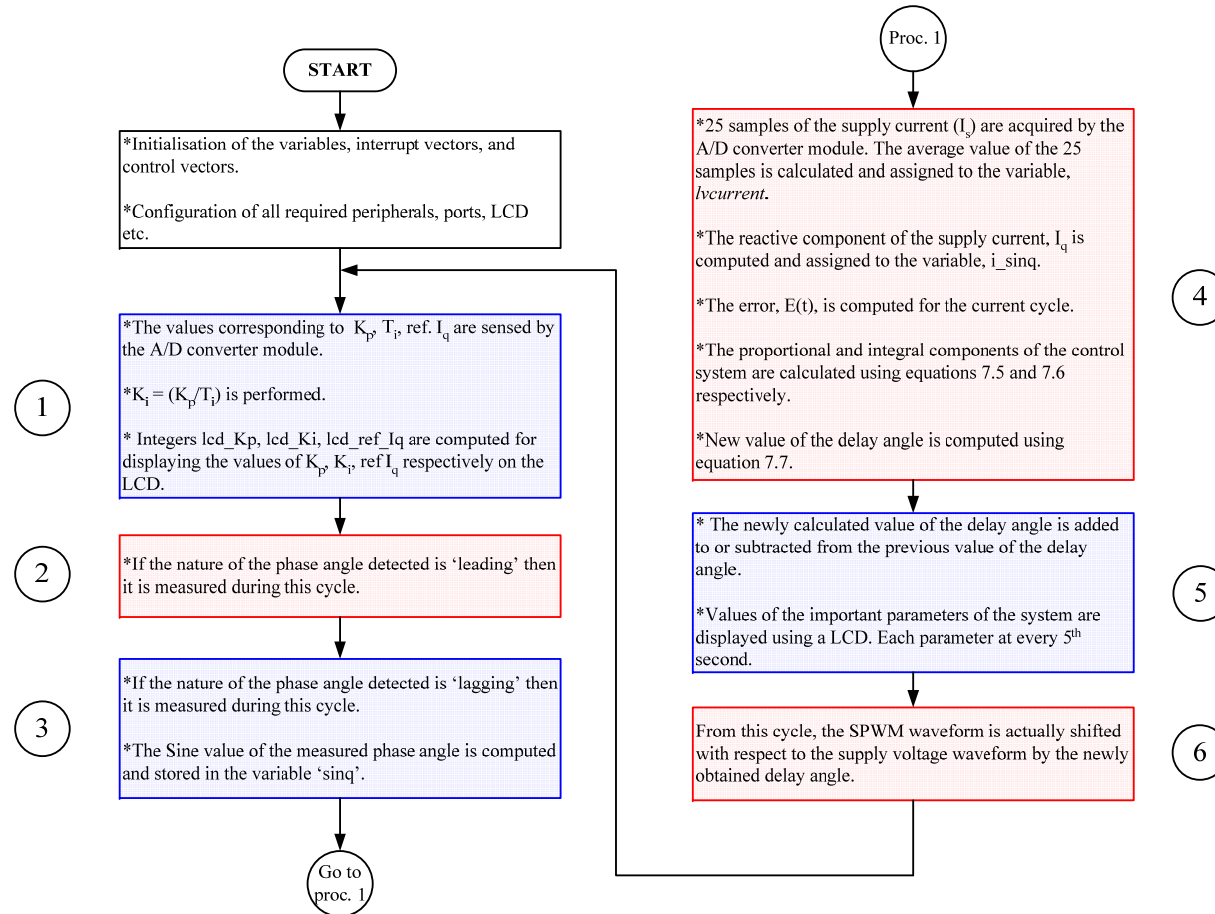 START
*Initialisation of the variables, interrupt vectors, and
control vectors.
*Configuration of all required peripherals, ports, LCD
etc.
1
*The values corresponding to Kp, Ti, ref. Iq are sensed by
the A/D converter module.
*Ki = (Kp/Ti) is performed.
* Integers lcd_Kp, lcd_Ki, lcd_ref_Iq are computed for
displaying the values of Kp, Ki, ref Iq respectively on the
LCD.
2
*If the nature of the phase angle detected is ‘leading’ then
it is measured during this cycle.
3
*If the nature of the phase angle detected is ‘lagging’ then
it is measured during this cycle.
*The Sine value of the measured phase angle is computed
and stored in the variable ‘sinq’.
Go to
proc. 1
Proc. 1
*25 samples of the supply current (Is) are acquired by the
A/D converter module. The average value of the 25
samples is calculated and assigned to the variable,
lvcurrent.
*The reactive component of the supply current, Iq is
computed and assigned to the variable, i_sinq.
*The error, E(t), is computed for the current cycle.
*The proportional and integral components of the control
system are calculated using equations 7.5 and 7.6
respectively.
*New value of the delay angle is computed using
equation 7.7.
4
* The newly calculated value of the delay angle is added
to or subtracted from the previous value of the delay
angle.
*Values of the important parameters of the system are
displayed using a LCD. Each parameter at every 5th
second.
5
From this cycle, the SPWM waveform is actually shifted
with respect to the supply voltage waveform by the newly
obtained delay angle.
6